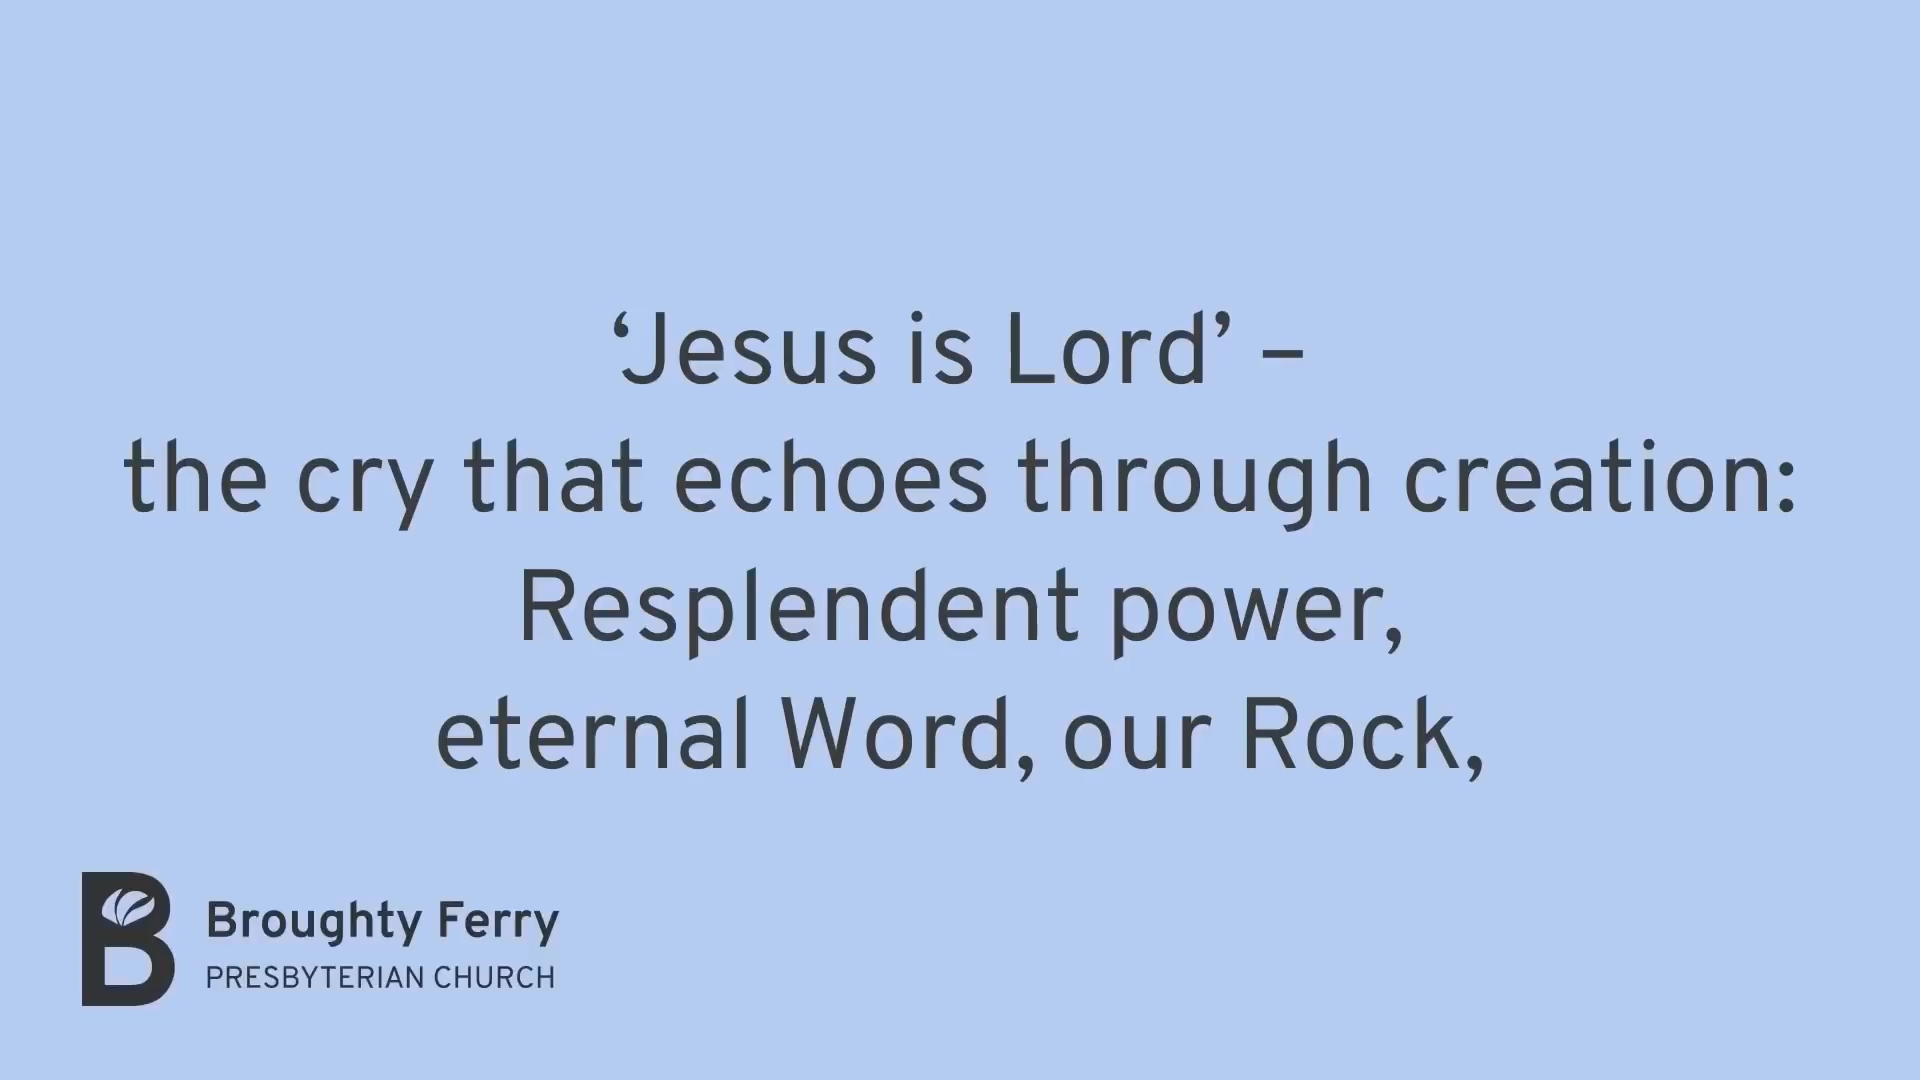 ‘Jesus is Lord’ –
the cry that echoes through creation:
Resplendent power,
eternal Word, our Rock,
Broughty Ferry
PRESBYTERIAN CHURCH